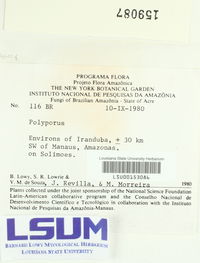 159087
PROGRAMA FLORA
Projeto Flora Amazônica
THE NEW YORK BOTANICAL GARDEN
INSTITUTO NACIONAL DE PESQUISAS DA AMAZÔNIA
Fungi of Brazilian Amazônia - State of Acre
No. 116 BR 10-IX-1980
Polyporus
Environs of Iranduba, ± 30 km
SW of Manaus, Amazonas,
on Solimoes.
Louisiana State University Herbarium
B. Lowy, S. R. Lowrie &
V. M. de Souza, J. Revilla, & M. Morreira 1980
Plants collected under the joint sponsorship of the National Science Foundation
Latin-American collaborative program and the Conselho Nacional de
Desenvolvimento Científico e Tecnológico in collaboration with the Instituto
Nacional de Pesquisas da Amazônia-Manaus.
LSUM
BERNARD LOWY MYCOLOGICAL HERBARIUM
LOUISIANA STATE UNIVERSITY